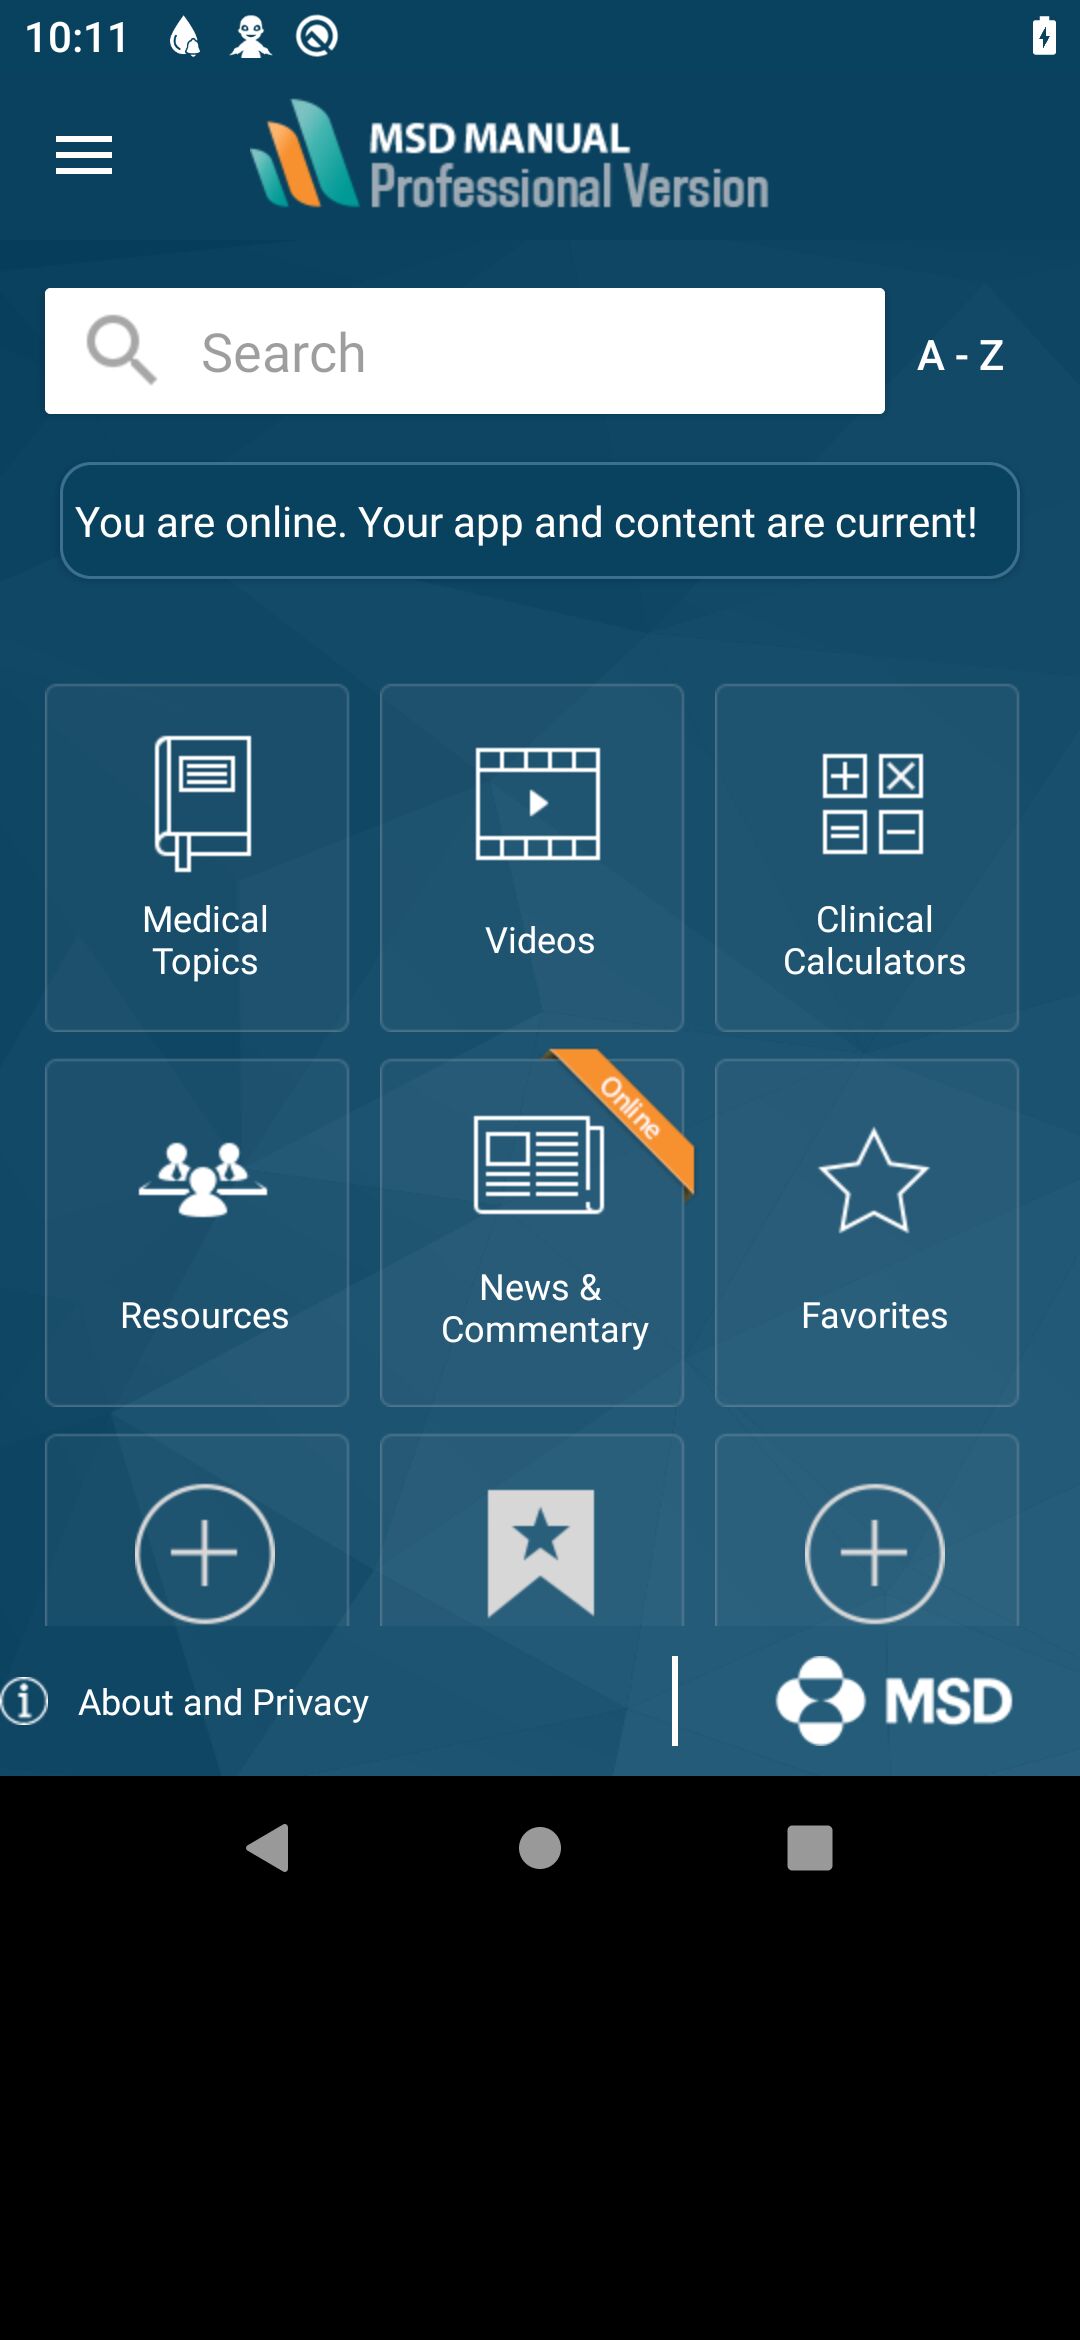 10:11
MSD MANUAL
Professional Version
Search
A - Z
You are online. Your app and content are current!
Medical
Topics
Videos
Clinical
Calculators
Resources
Online
News &
Commentary
Favorites
About and Privacy
MSD